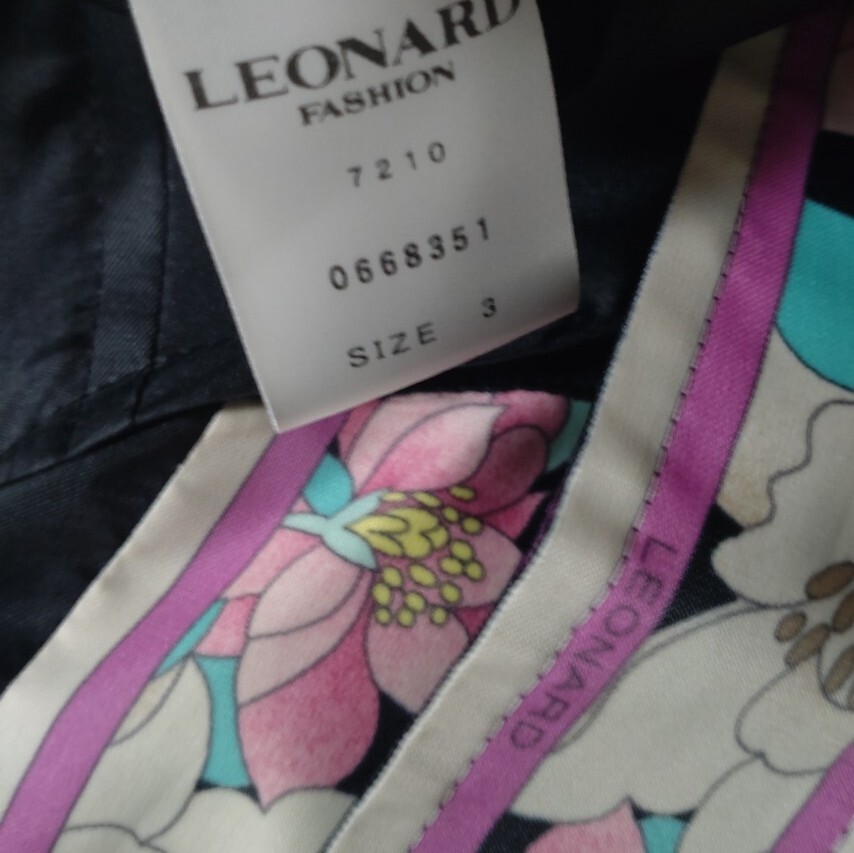 LEONARD
FASHION
7210
0668351
SIZE 3
LEONARD